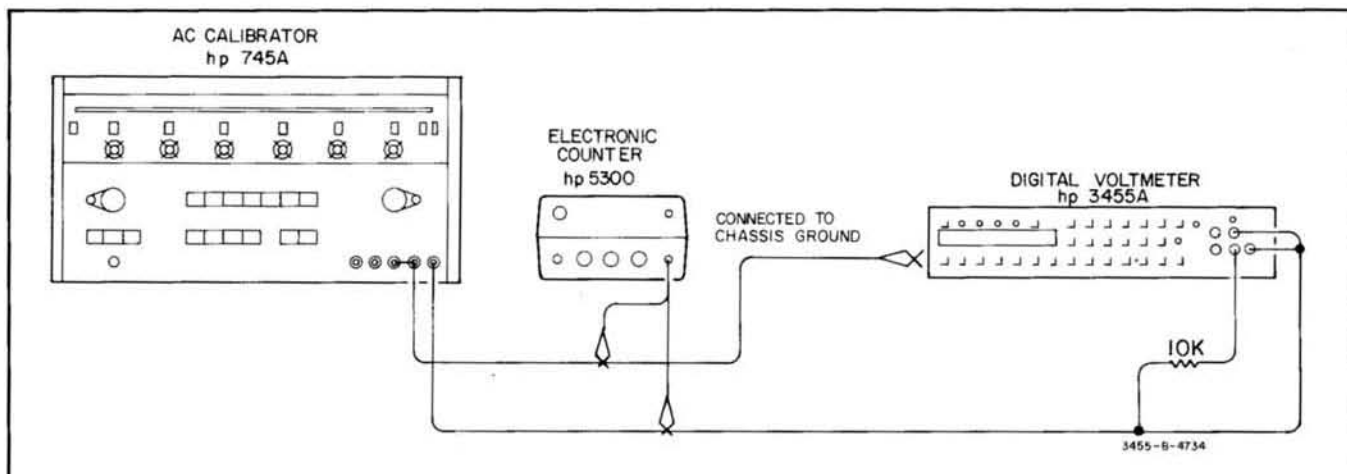 AC CALIBRATOR
hp 745A
ELECTRONIC
COUNTER
hp 5300
CONNECTED TO
CHASSIS GROUND
DIGITAL VOLTMETER
hp 3455A
10K
3455-B-4734